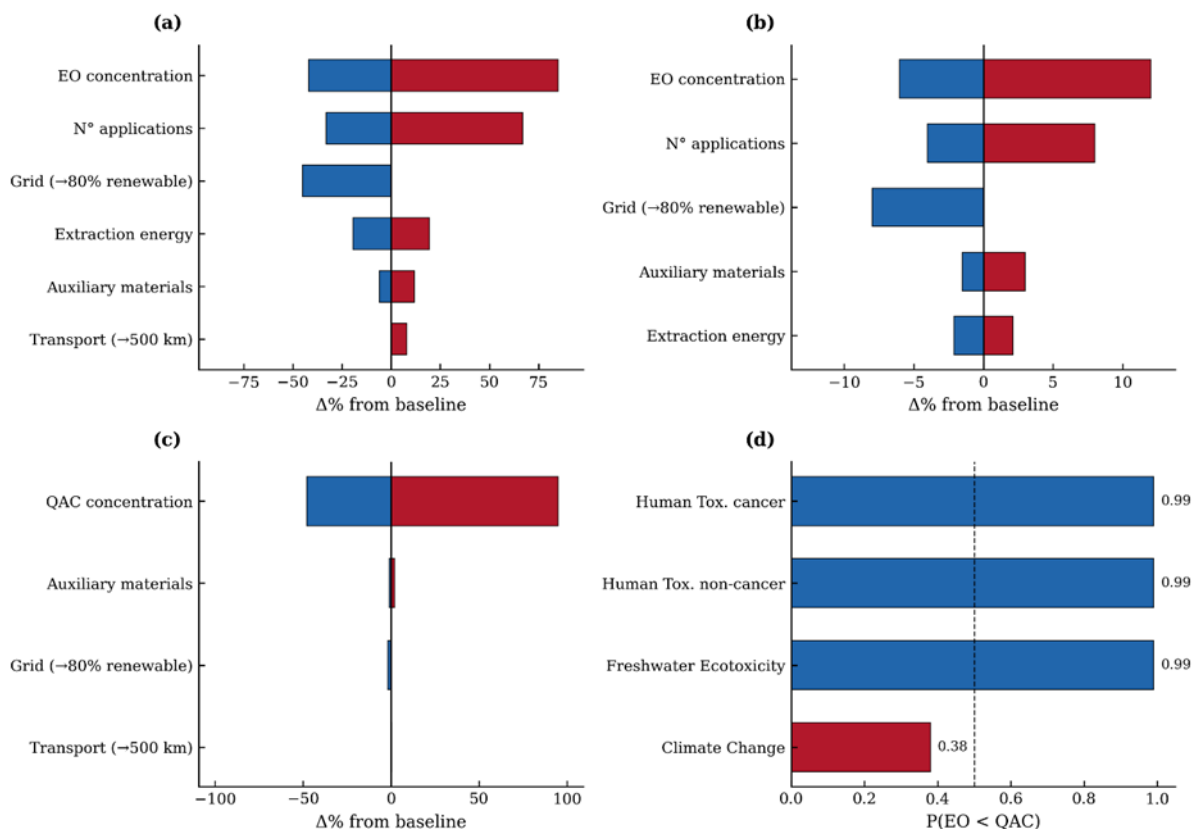 (a)
EO concentration
N° applications
Grid (→80% renewable)
Extraction energy
Auxiliary materials
Transport (→500 km)
−75 −50 −25 0 25 50 75
Δ% from baseline
(b)
EO concentration
N° applications
Grid (→80% renewable)
Auxiliary materials
Extraction energy
−10 −5 0 5 10
Δ% from baseline
(c)
QAC concentration
Auxiliary materials
Grid (→80% renewable)
Transport (→500 km)
−100 −50 0 50 100
Δ% from baseline
(d)
Human Tox. cancer 0.99
Human Tox. non-cancer 0.99
Freshwater Ecotoxicity 0.99
Climate Change 0.38
0.0 0.2 0.4 0.6 0.8 1.0
P(EO < QAC)